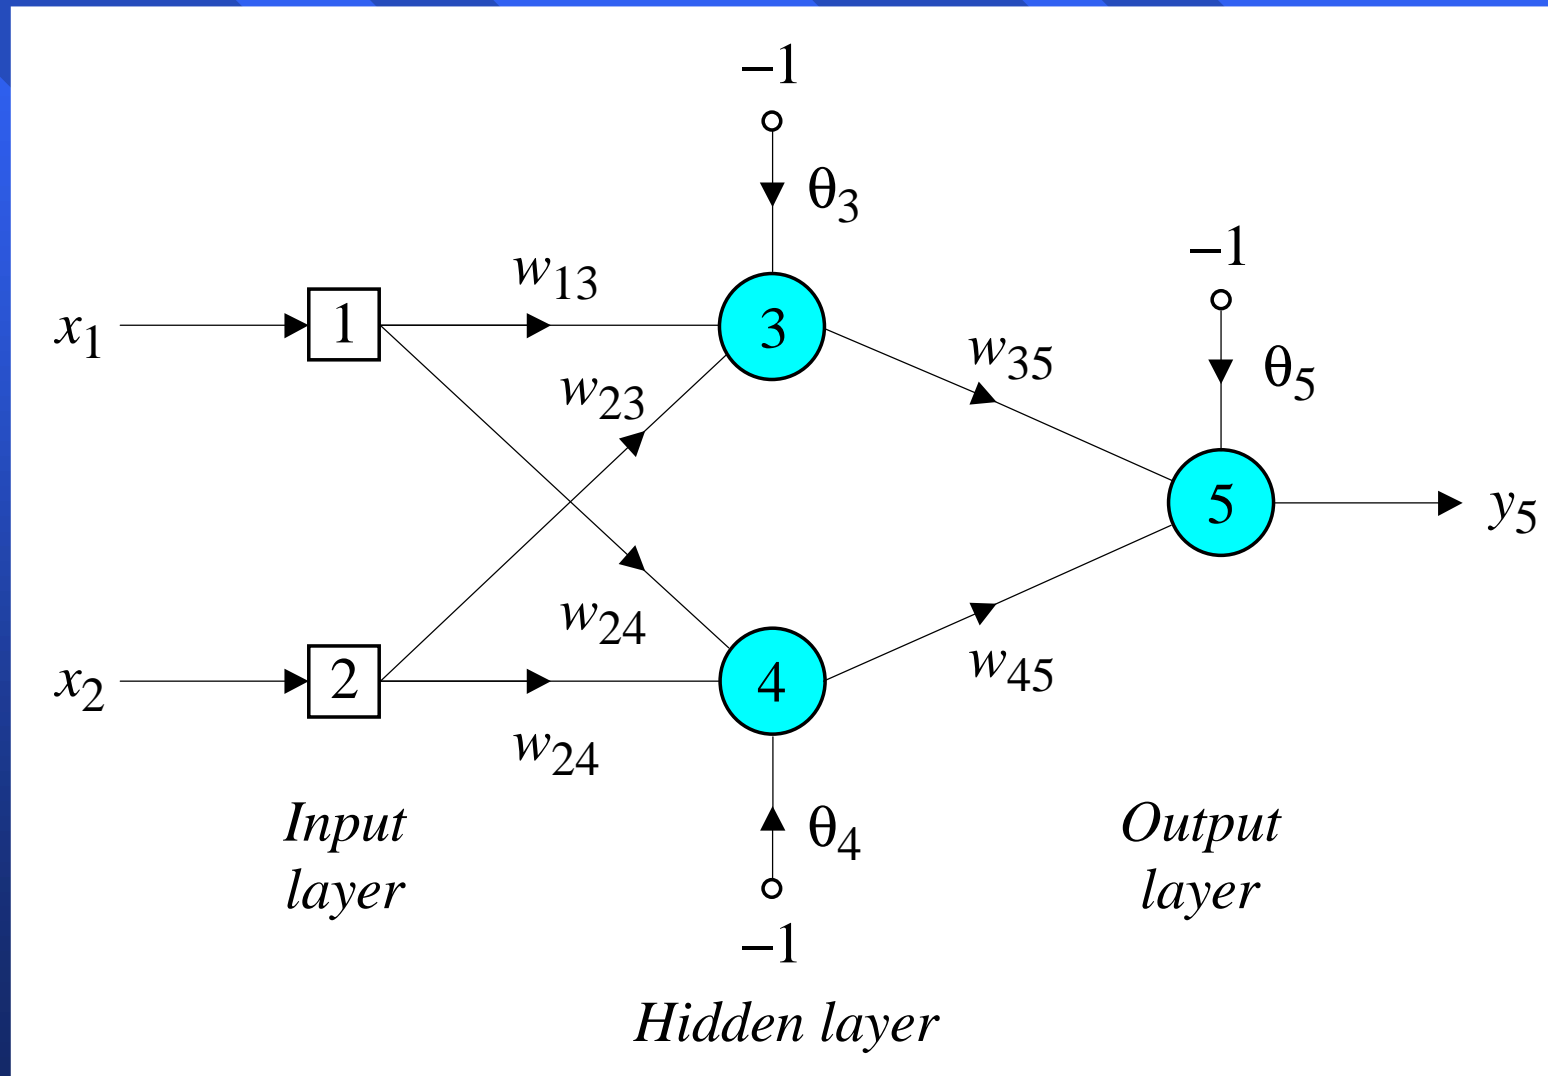 −1
θ3
−1
w13
x1
1
3
w35
θ5
w23
5
y5
w24
x2
2
4
w45
w24
Input
layer
θ4
Output
layer
−1
Hidden layer